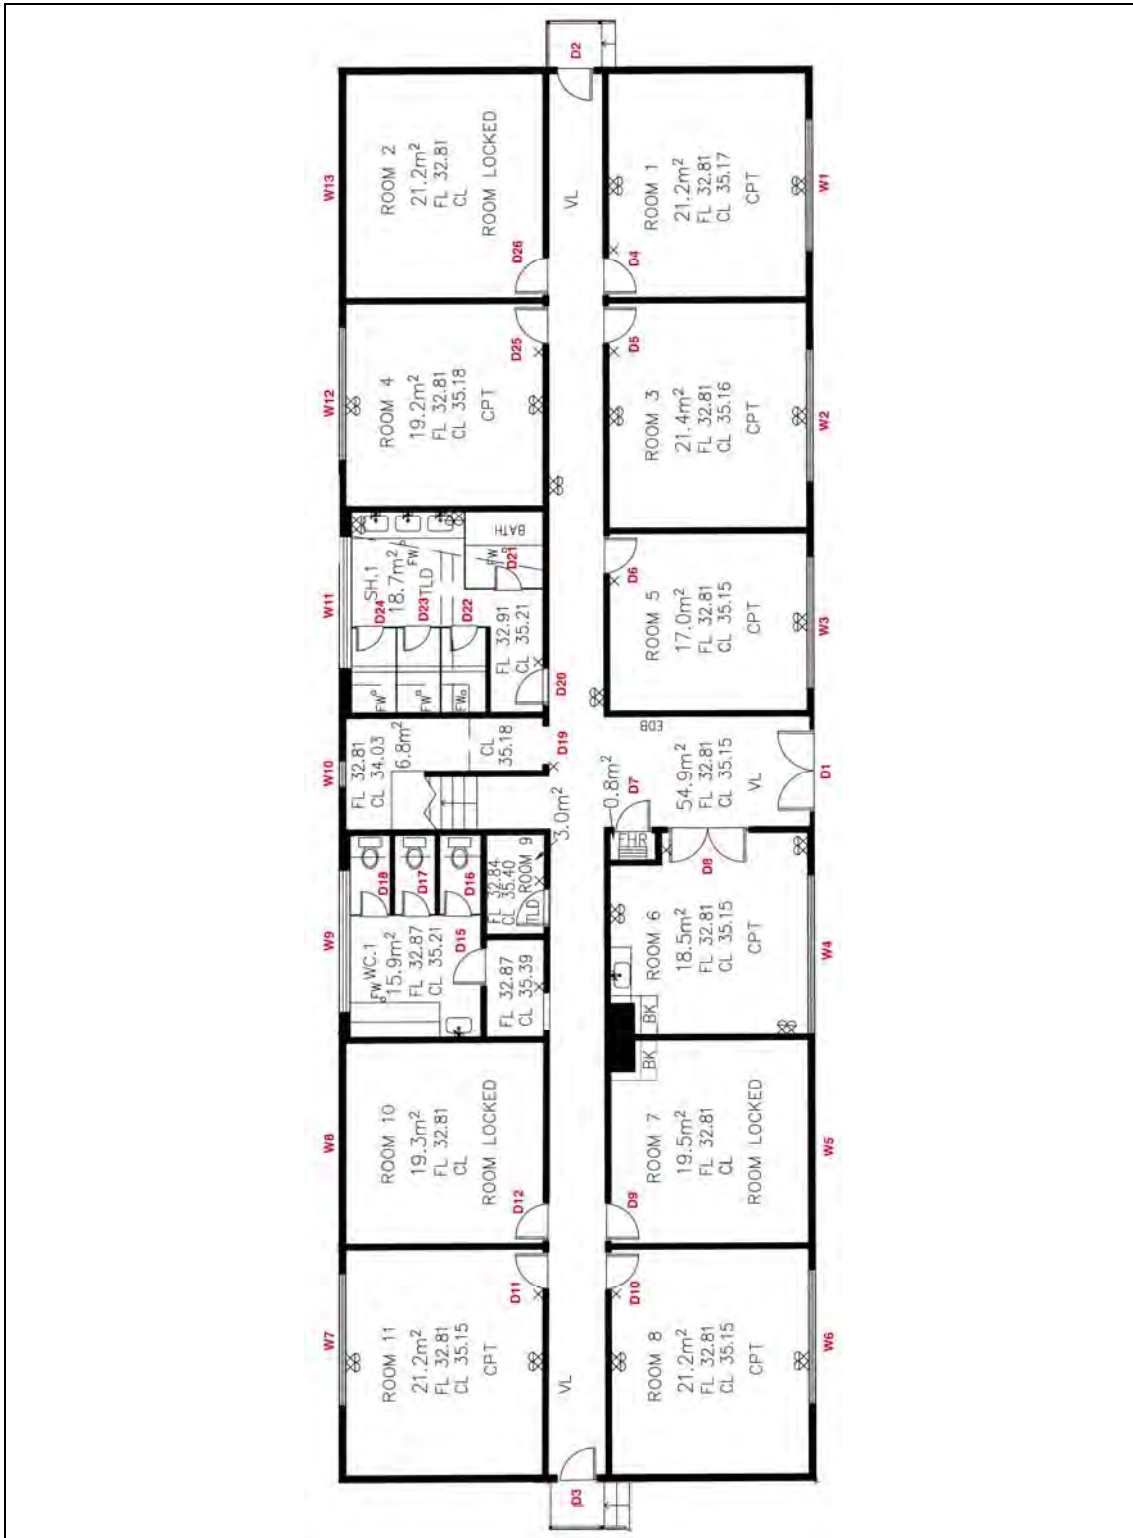 D2
W13
ROOM 2
21.2m²
FL 32.81
CL
ROOM LOCKED
D26
VL
D4
ROOM 1
21.2m²
FL 32.81
CL 35.17
CPT
W1
W12
ROOM 4
19.2m²
FL 32.81
CL 35.18
CPT
D25
D5
ROOM 3
21.4m²
FL 32.81
CL 35.16
CPT
W2
W11
SH.1
18.7m²
TLD
FW
FW
BATH
D21
D24
D23
D22
FW
FW
FW
FL 32.91
CL 35.21
D20
D6
ROOM 5
17.0m²
FL 32.81
CL 35.15
CPT
W3
W10
FL 32.81
CL 34.03
6.8m²
CL
35.18
D19
EDB
D7
0.8m²
FHR
54.9m²
FL 32.81
CL 35.15
VL
D1
W9
D18
D17
D16
FW
WC.1
15.9m²
FL 32.87
CL 35.21
D15
FL 32.84
CL 35.40
ROOM 9
TLD
3.0m²
FL 32.87
CL 35.39
D8
ROOM 6
18.5m²
FL 32.81
CL 35.15
CPT
BK
W4
W8
ROOM 10
19.3m²
FL 32.81
CL
ROOM LOCKED
D12
BK
D9
ROOM 7
19.5m²
FL 32.81
CL
ROOM LOCKED
W5
W7
ROOM 11
21.2m²
FL 32.81
CL 35.15
CPT
D11
VL
D10
ROOM 8
21.2m²
FL 32.81
CL 35.15
CPT
W6
D3